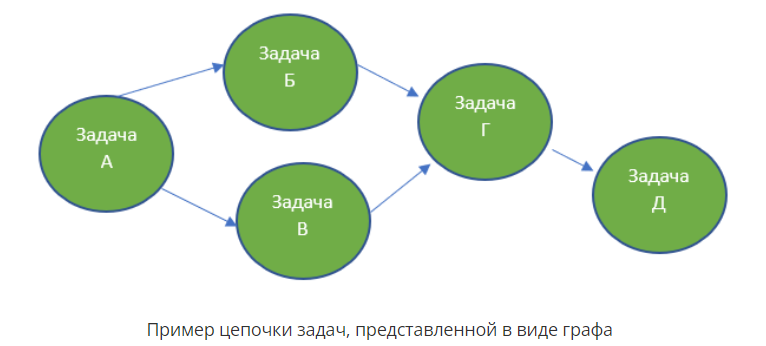 Задача
Б
Задача
Г
Задача
А
Задача
Д
Задача
В
Пример цепочки задач, представленной в виде графа